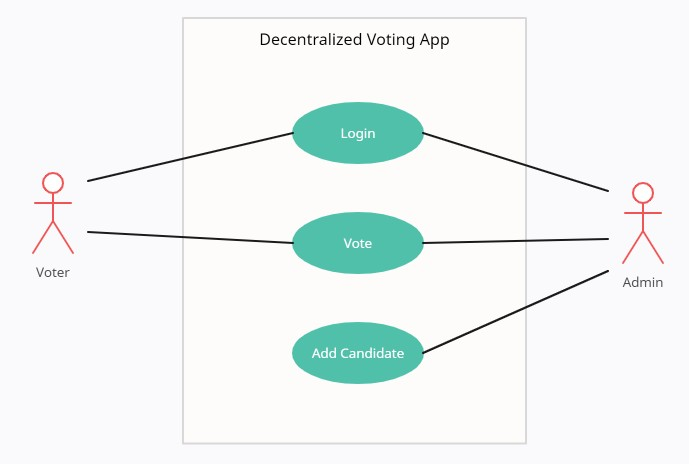 Decentralized Voting App
Login
Vote
Voter
Admin
Add Candidate